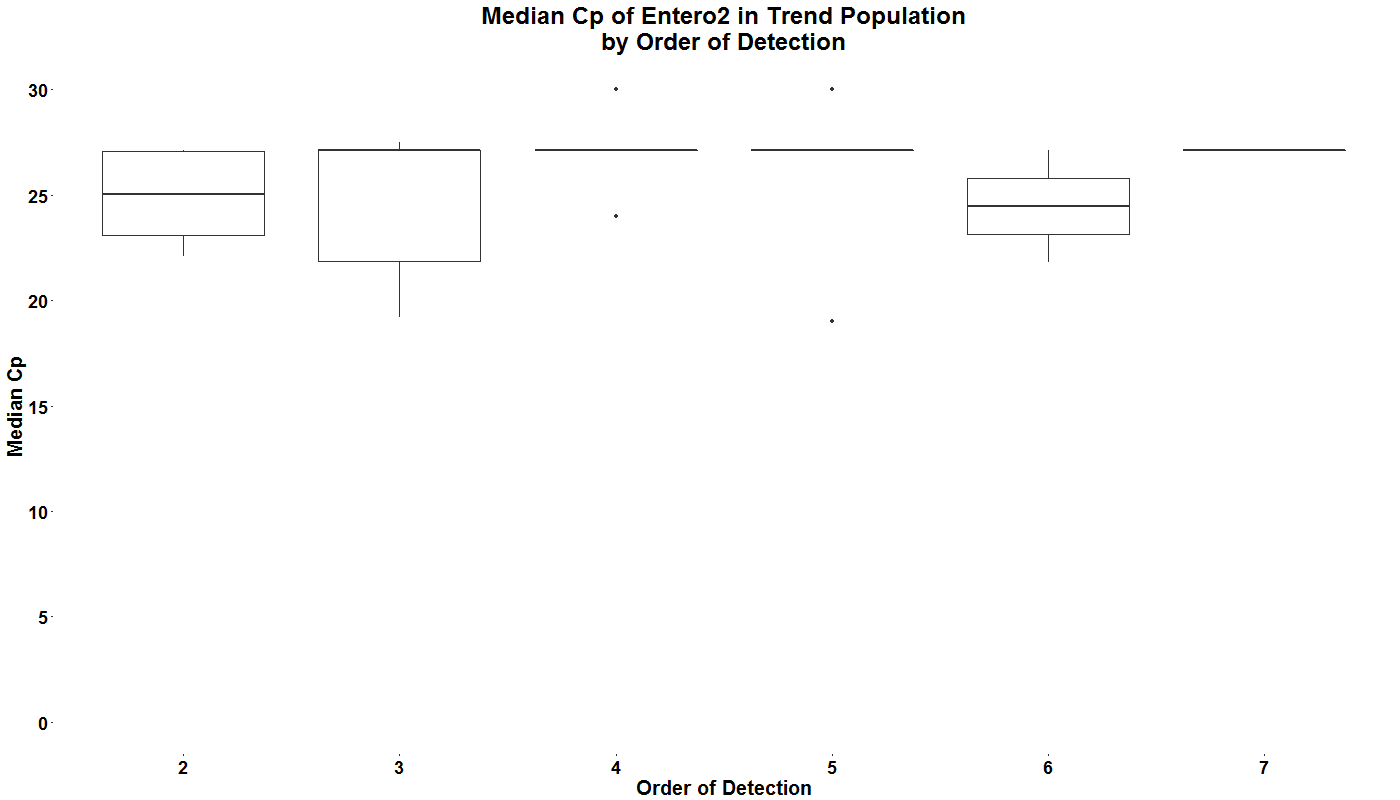 Median Cp of Entero2 in Trend Population
by Order of Detection
30
25
20
15
10
5
0
Median Cp
2 3 4 5 6 7
Order of Detection